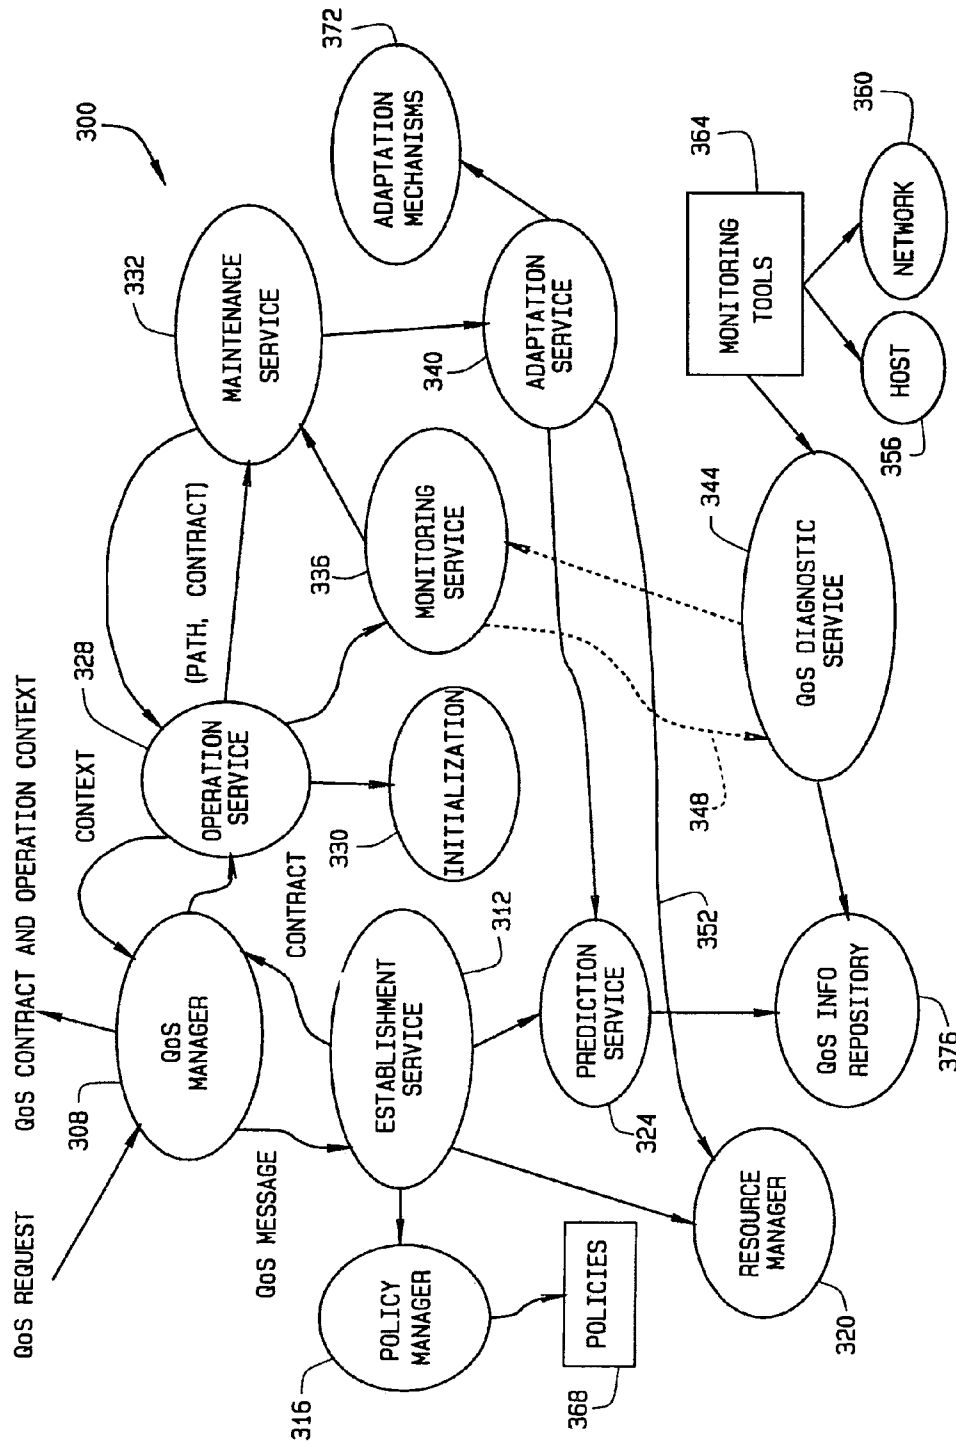 300
QoS REQUEST
QoS CONTRACT AND OPERATION CONTEXT
308
QoS
MANAGER
CONTEXT
328
OPERATION
SERVICE
(PATH, CONTRACT)
332
MAINTENANCE
SERVICE
QoS MESSAGE
CONTRACT
316
POLICY
MANAGER
312
ESTABLISHMENT
SERVICE
330
INITIALIZATION
336
MONITORING
SERVICE
372
ADAPTATION
MECHANISMS
368
POLICIES
324
PREDICTION
SERVICE
340
ADAPTATION
SERVICE
320
RESOURCE
MANAGER
352
348
344
QoS DIAGNOSTIC
SERVICE
364
MONITORING
TOOLS
376
QoS INFO
REPOSITORY
356
HOST
360
NETWORK